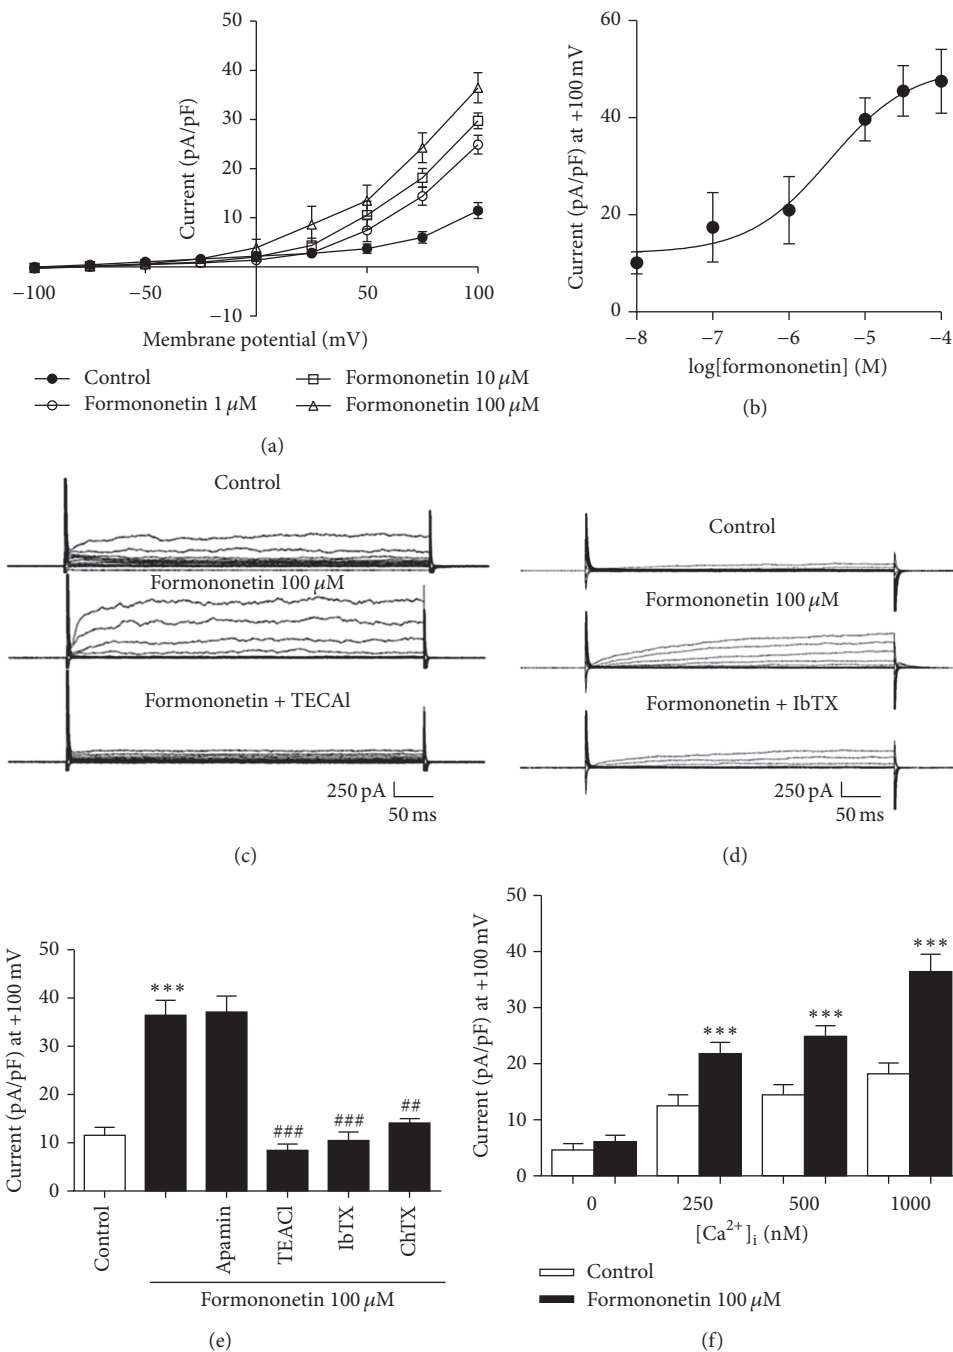 50
40
30
20
10
−10
Current (pA/pF)
−100
−50
0
50
100
Membrane potential (mV)
Control
Formononetin 1 μM
Formononetin 10 μM
Formononetin 100 μM
(a)
60
40
20
0
Current (pA/pF) at +100 mV
−8
−7
−6
−5
−4
log[formononetin] (M)
(b)
Control
Formononetin 100 μM
Formononetin + TECAl
250 pA
50 ms
(c)
Control
Formononetin 100 μM
Formononetin + IbTX
250 pA
50 ms
(d)
50
40
30
20
10
0
Current (pA/pF) at +100 mV
***
###
###
##
Control
Apamin
TEACl
IbTX
ChTX
Formononetin 100 μM
(e)
50
40
30
20
10
0
Current (pA/pF) at +100 mV
***
***
***
0
250
500
1000
[Ca²⁺]ᵢ (nM)
Control
Formononetin 100 μM
(f)